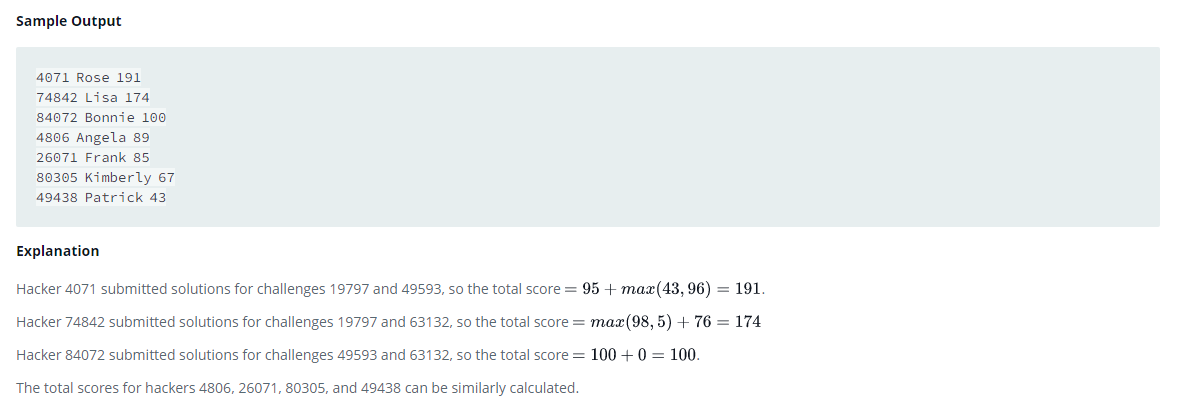 Sample Output
4071 Rose 191
74842 Lisa 174
84072 Bonnie 100
4806 Angela 89
26071 Frank 85
80305 Kimberly 67
49438 Patrick 43
Explanation
Hacker 4071 submitted solutions for challenges 19797 and 49593, so the total score = 95 + max(43, 96) = 191.
Hacker 74842 submitted solutions for challenges 19797 and 63132, so the total score = max(98, 5) + 76 = 174
Hacker 84072 submitted solutions for challenges 49593 and 63132, so the total score = 100 + 0 = 100.
The total scores for hackers 4806, 26071, 80305, and 49438 can be similarly calculated.